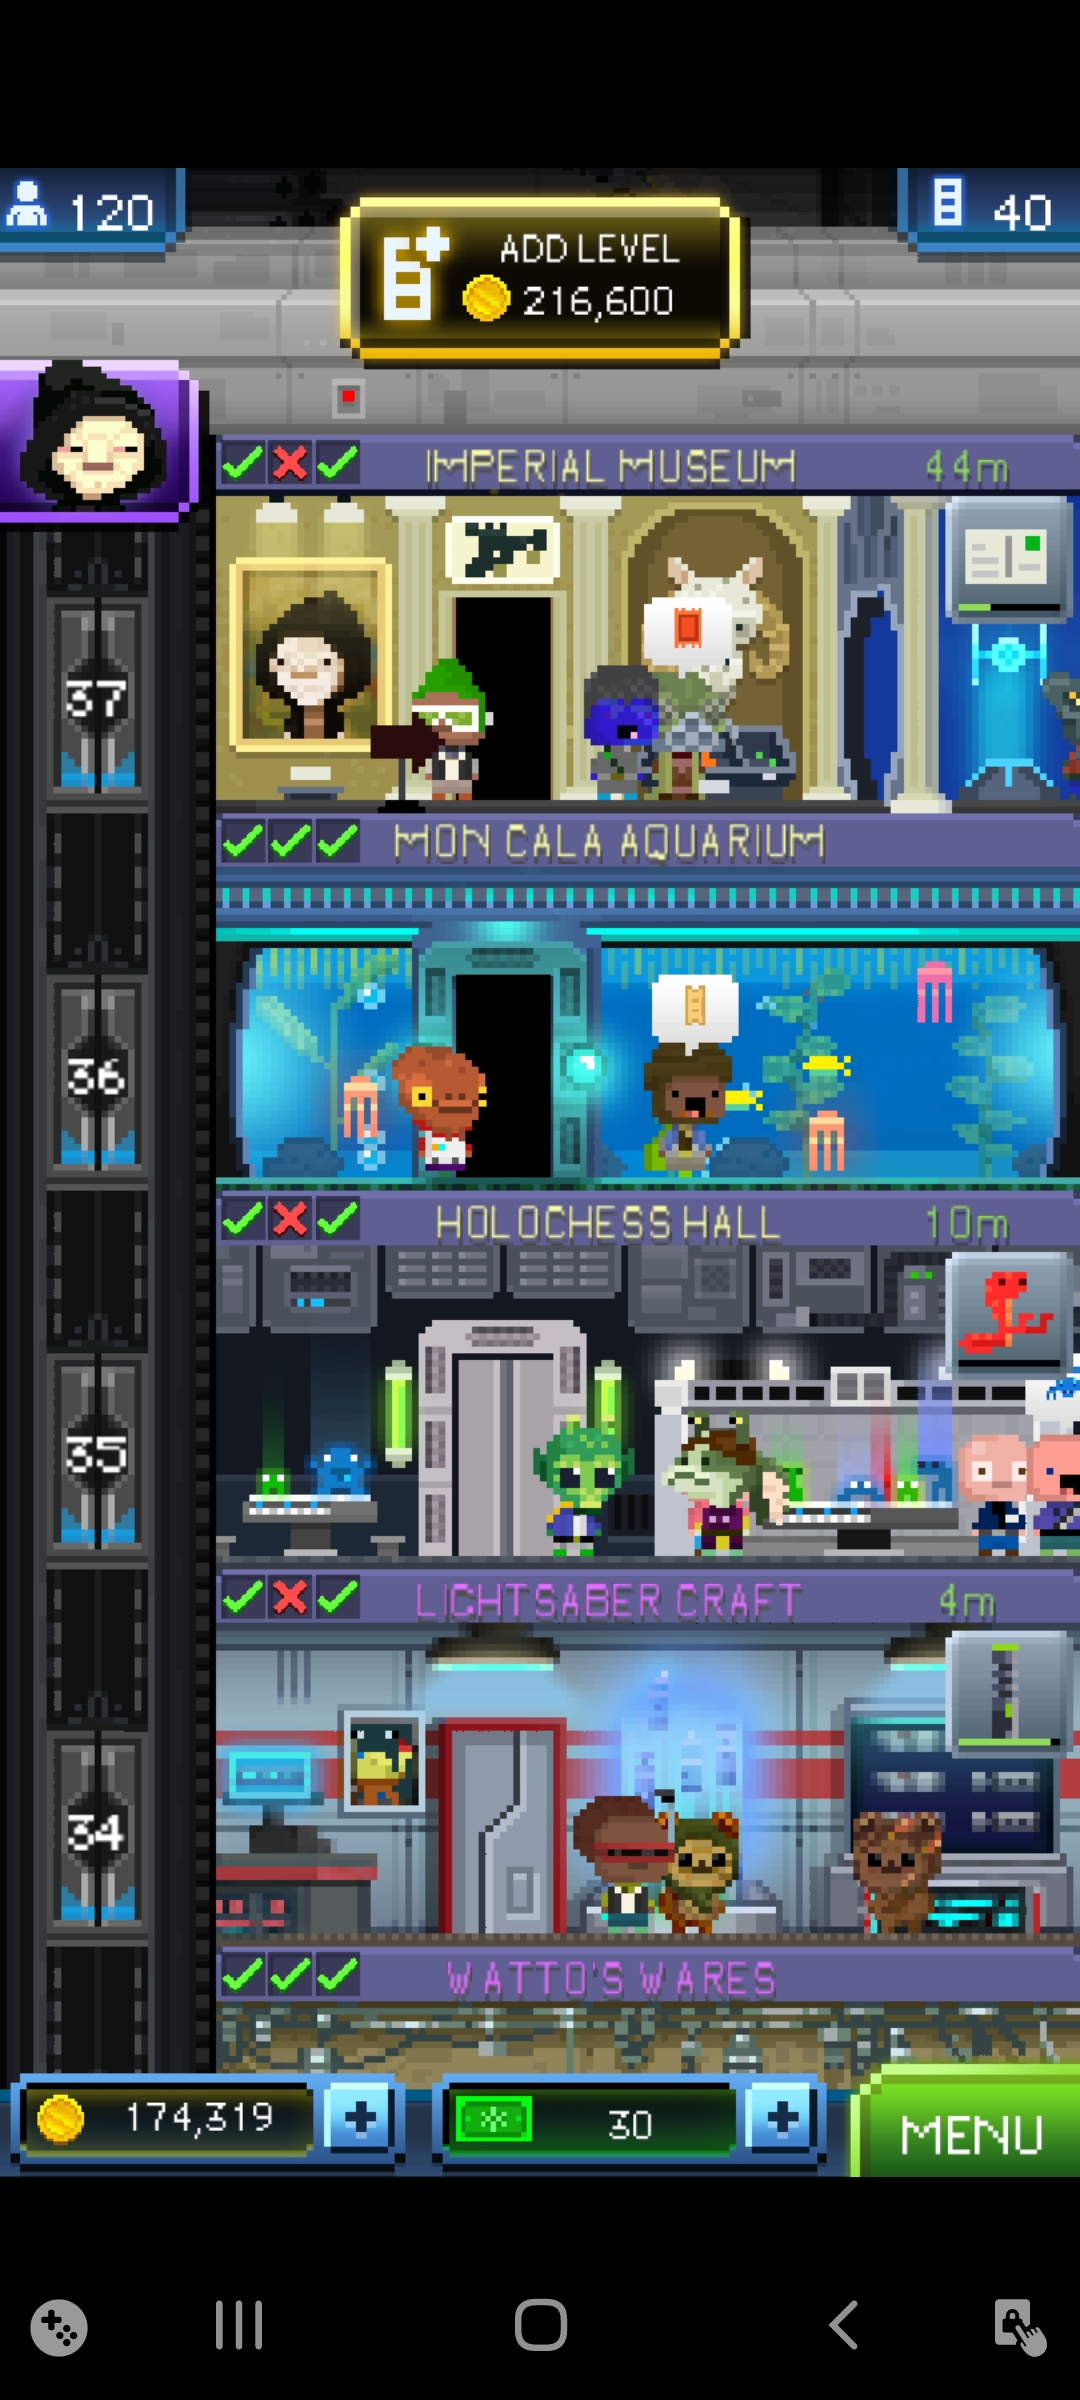 120
ADD LEVEL
216,600
40
IMPERIAL MUSEUM 44m
37
MON CALA AQUARIUM
36
HOLOCHESS HALL 10m
35
LIGHTSABER CRAFT 4m
34
WATTO'S WARES
174,319
30
MENU